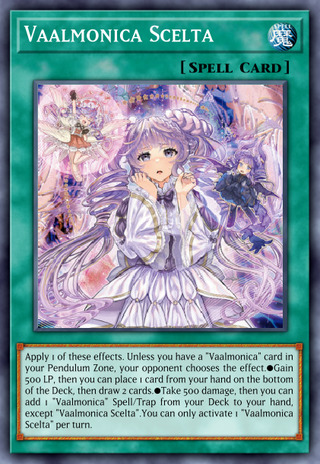 Vaalmonica Scelta
魔
[Spell Card]
Apply 1 of these effects. Unless you have a "Vaalmonica" card in
your Pendulum Zone, your opponent chooses the effect.●Gain
500 LP, then you can place 1 card from your hand on the bottom
of the Deck, then draw 2 cards.●Take 500 damage, then you can
add 1 "Vaalmonica" Spell/Trap from your Deck to your hand,
except "Vaalmonica Scelta".You can only activate 1 "Vaalmonica
Scelta" per turn.